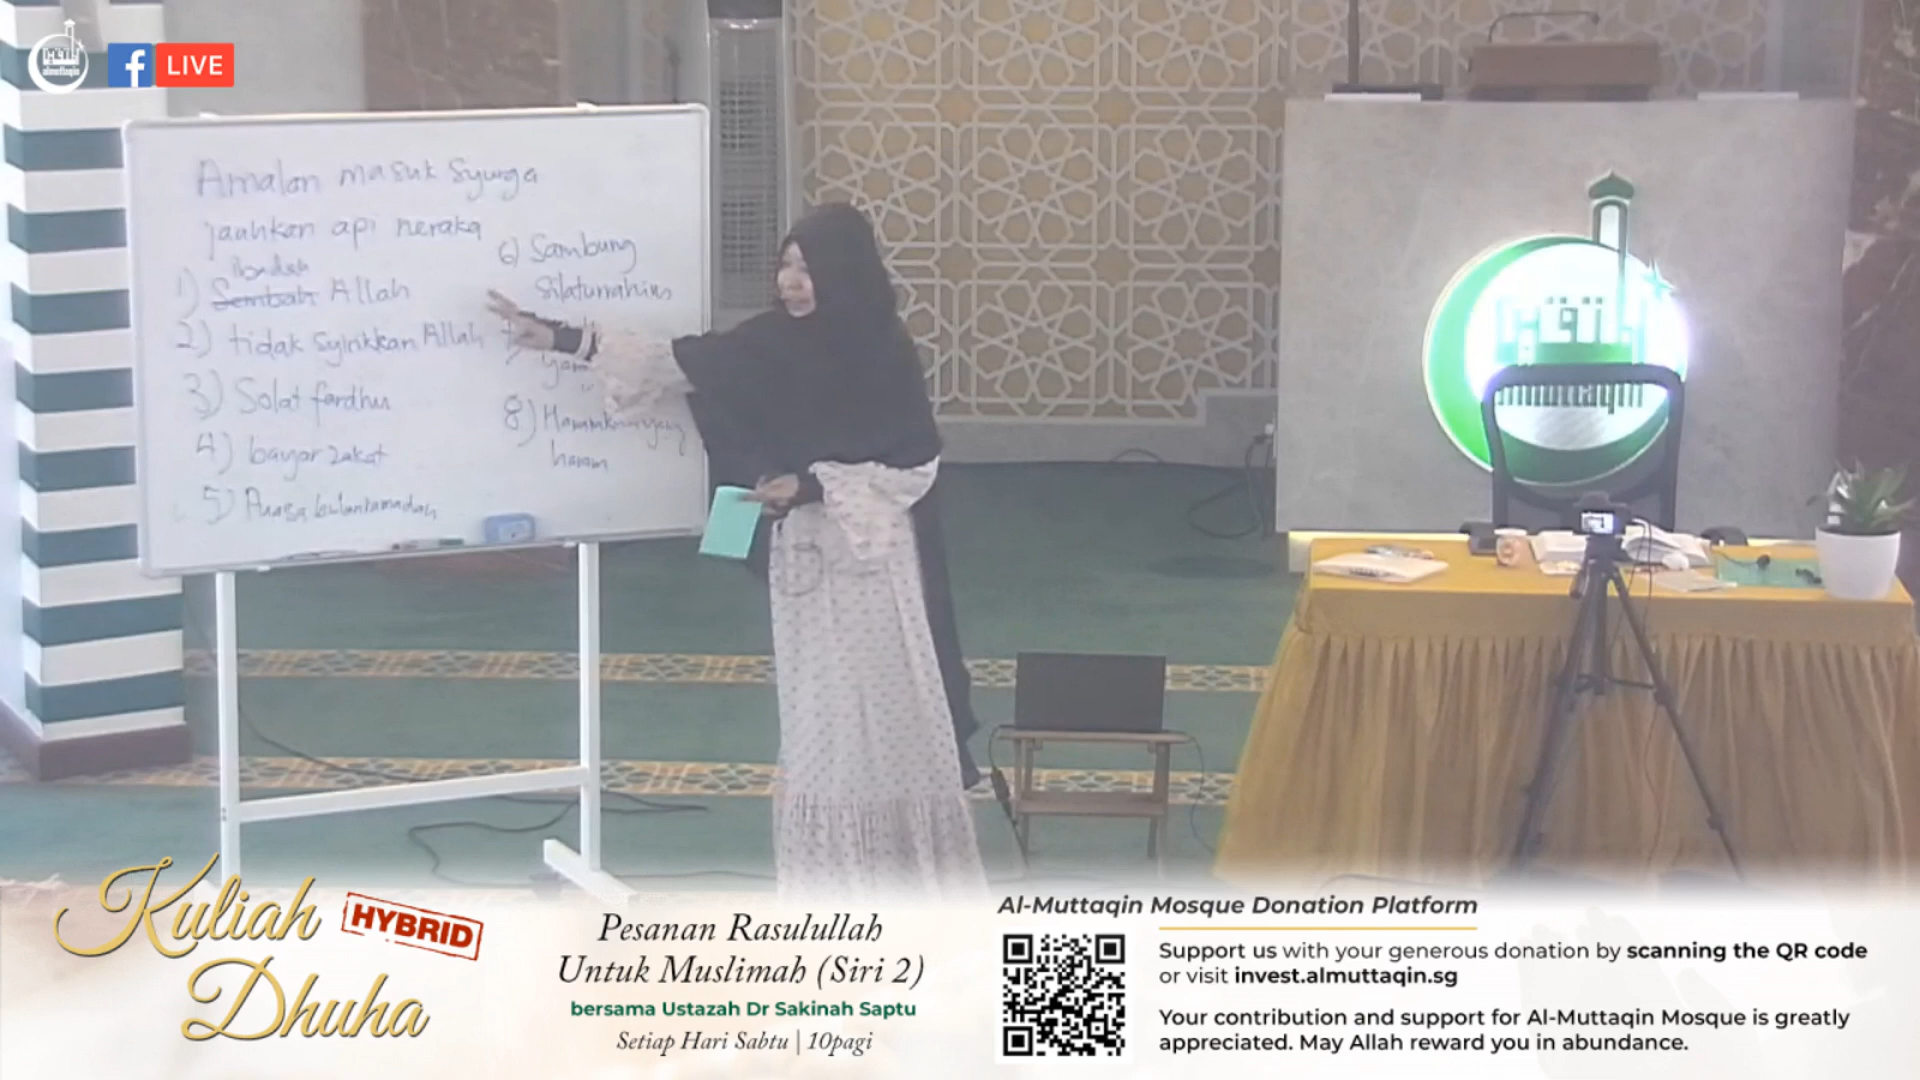 almuttaqin
f LIVE
Amalan masuk Syurga
jauhkan api neraka
Ibadah
1) Sembah Allah
2) tidak Syirikkan Allah
3) Solat fardhu
4) bayar zakat
5) Puasa bulan ramadan
6) Sambung
Silaturrahim
yang
8) Haramkan yang
haram
almuttaqin
Kuliah
Dhuha
HYBRID
Pesanan Rasulullah
Untuk Muslimah (Siri 2)
bersama Ustazah Dr Sakinah Saptu
Setiap Hari Sabtu | 10pagi
Al-Muttaqin Mosque Donation Platform
Support us with your generous donation by scanning the QR code
or visit invest.almuttaqin.sg
Your contribution and support for Al-Muttaqin Mosque is greatly
appreciated. May Allah reward you in abundance.